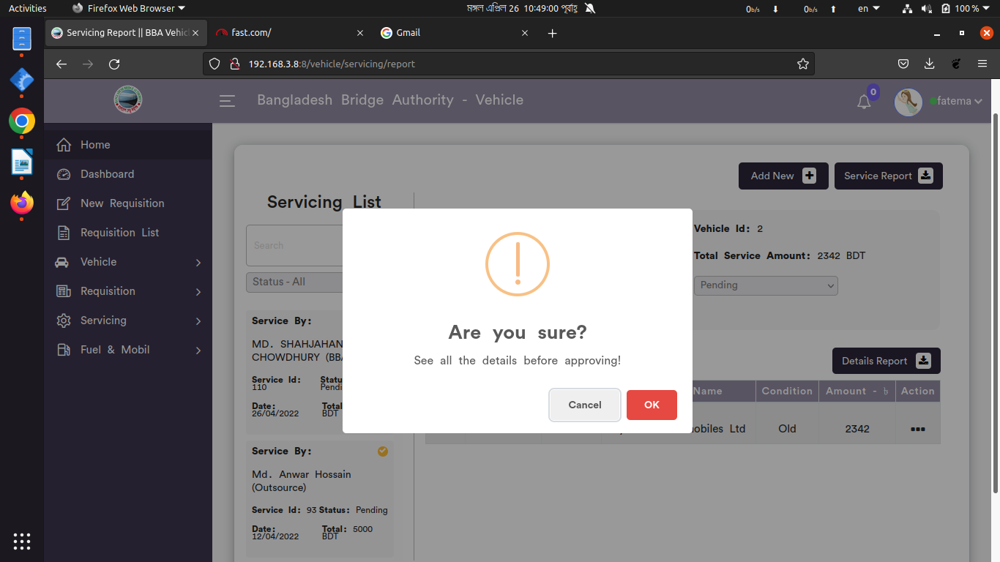 Activities
Firefox Web Browser
মঙ্গল এপ্রিল 26 10:49:00 পূর্বাহ্ণ
0b/s
0b/s
en
100 %
Servicing Report || BBA Vehic
fast.com/
Gmail
192.168.3.8:8/vehicle/servicing/report
Bangladesh Bridge Authority - Vehicle
0
fatema
Home
Dashboard
New Requisition
Requisition List
Vehicle
Requisition
Servicing
Fuel & Mobil
Add New
Service Report
Servicing List
Search
Status - All
Vehicle Id: 2
Total Service Amount: 2342 BDT
Pending
Service By:
MD. SHAHJAHAN
CHOWDHURY (BBA
Service Id: 110
Statu
Pendi
Date: 26/04/2022
Total
BDT
Are you sure?
See all the details before approving!
Cancel
OK
Details Report
Name
Condition
Amount - ৳
Action
mobiles Ltd
Old
2342
Service By:
Md. Anwar Hossain
(Outsource)
Service Id: 93 Status: Pending
Date: 12/04/2022
Total: 5000 BDT